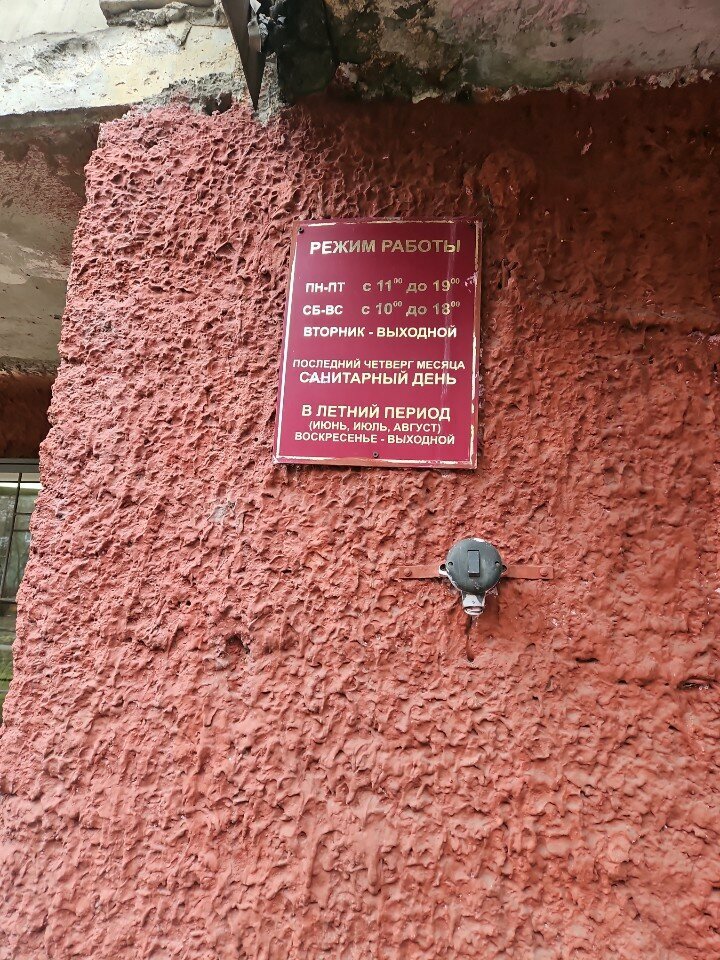 РЕЖИМ РАБОТЫ
ПН-ПТ с 11⁰⁰ до 19⁰⁰
СБ-ВС с 10⁰⁰ до 18⁰⁰
ВТОРНИК - ВЫХОДНОЙ
ПОСЛЕДНИЙ ЧЕТВЕРГ МЕСЯЦА
САНИТАРНЫЙ ДЕНЬ
В ЛЕТНИЙ ПЕРИОД
(ИЮНЬ, ИЮЛЬ, АВГУСТ)
ВОСКРЕСЕНЬЕ - ВЫХОДНОЙ